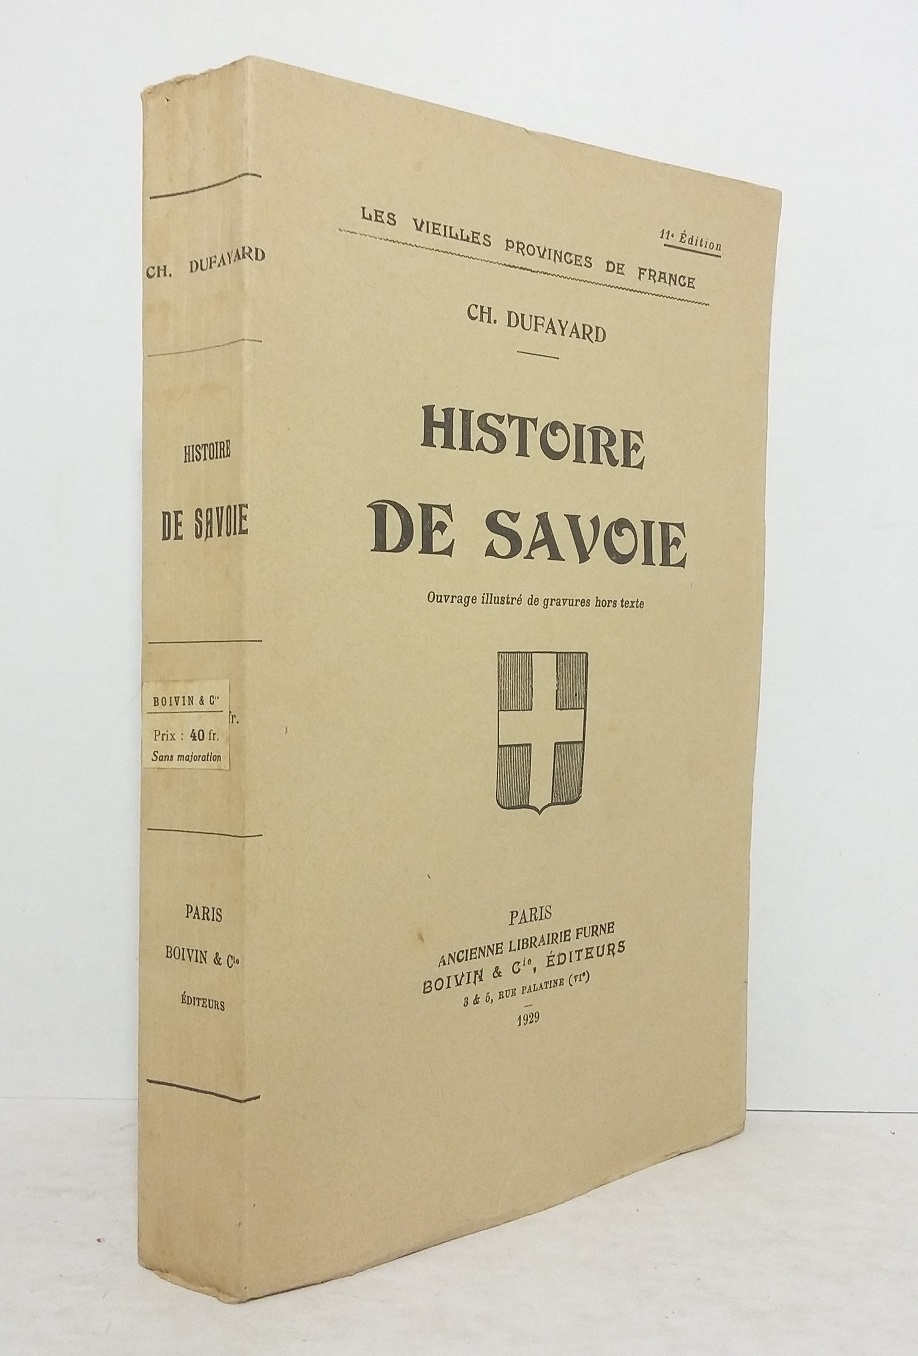 CH. DUFAYARD
HISTOIRE
DE SAVOIE
BOIVIN & Cie
Prix : 40 fr.
Sans majoration
fr.
PARIS
BOIVIN & Cie
ÉDITEURS
11e Édition
LES VIEILLES PROVINCES DE FRANCE
CH. DUFAYARD
HISTOIRE
DE SAVOIE
Ouvrage illustré de gravures hors texte
PARIS
ANCIENNE LIBRAIRIE FURNE
BOIVIN & Cie, ÉDITEURS
3 & 5, RUE PALATINE (VIe)
1929